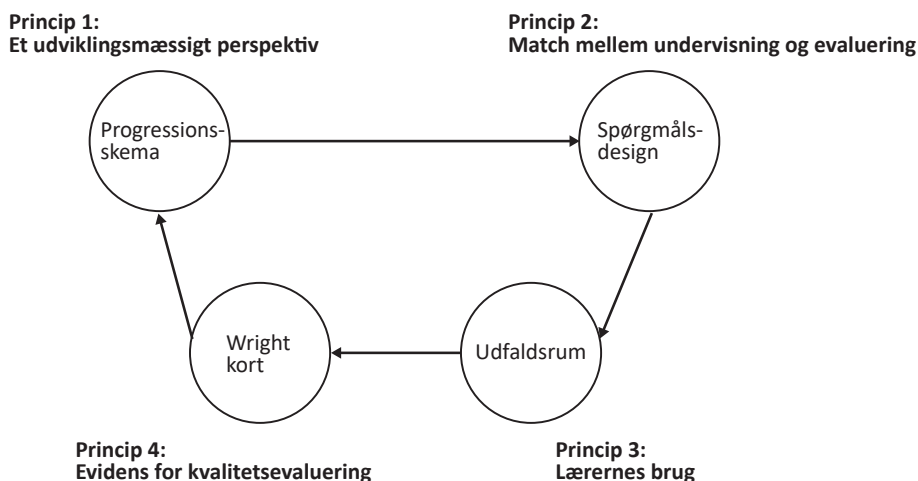 Princip 1:
Et udviklingsmæssigt perspektiv
Princip 2:
Match mellem undervisning og evaluering
Progressions-
skema
Spørgmåls-
design
Wright
kort
Udfaldsrum
Princip 4:
Evidens for kvalitetsevaluering
Princip 3:
Lærernes brug